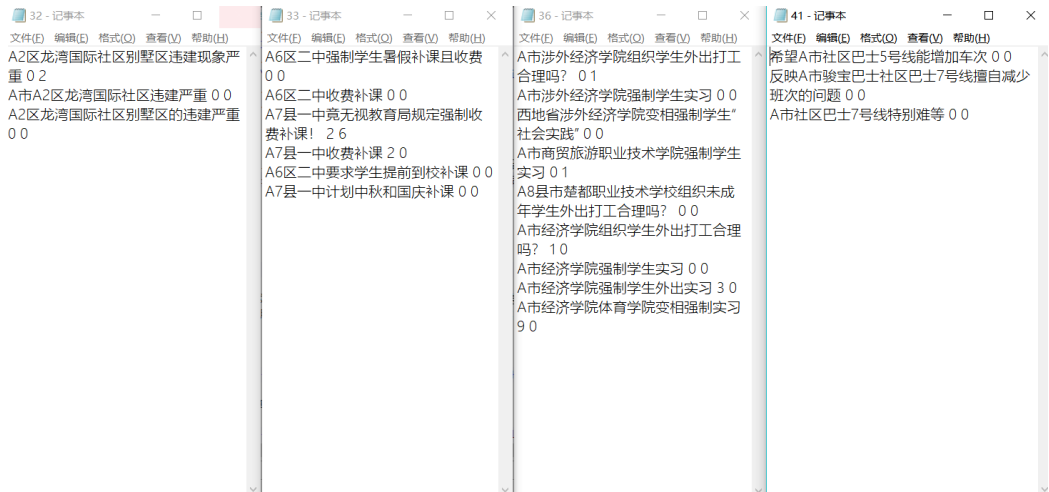 32 - 记事本
文件(F) 编辑(E) 格式(O) 查看(V) 帮助(H)
A2区龙湾国际社区别墅区违建现象严
重 0 2
A市A2区龙湾国际社区违建严重 0 0
A2区龙湾国际社区别墅区的违建严重
0 0
33 - 记事本
文件(F) 编辑(E) 格式(O) 查看(V) 帮助(H)
A6区二中强制学生暑假补课且收费
0 0
A6区二中收费补课 0 0
A7县一中竟无视教育局规定强制收
费补课！ 2 6
A7县一中收费补课 2 0
A6区二中要求学生提前到校补课 0 0
A7县一中计划中秋和国庆补课 0 0
36 - 记事本
文件(F) 编辑(E) 格式(O) 查看(V) 帮助(H)
A市涉外经济学院组织学生外出打工
合理吗？ 0 1
A市涉外经济学院强制学生实习 0 0
西地省涉外经济学院变相强制学生“
社会实践” 0 0
A市商贸旅游职业技术学院强制学生
实习 0 1
A8县市楚都职业技术学校组织未成
年学生外出打工合理吗？ 0 0
A市经济学院组织学生外出打工合理
吗？ 1 0
A市经济学院强制学生实习 0 0
A市经济学院强制学生外出实习 3 0
A市经济学院体育学院变相强制实习
9 0
41 - 记事本
文件(F) 编辑(E) 格式(O) 查看(V) 帮助(H)
希望A市社区巴士5号线能增加车次 0 0
反映A市骏宝巴士社区巴士7号线擅自减少
班次的问题 0 0
A市社区巴士7号线特别难等 0 0